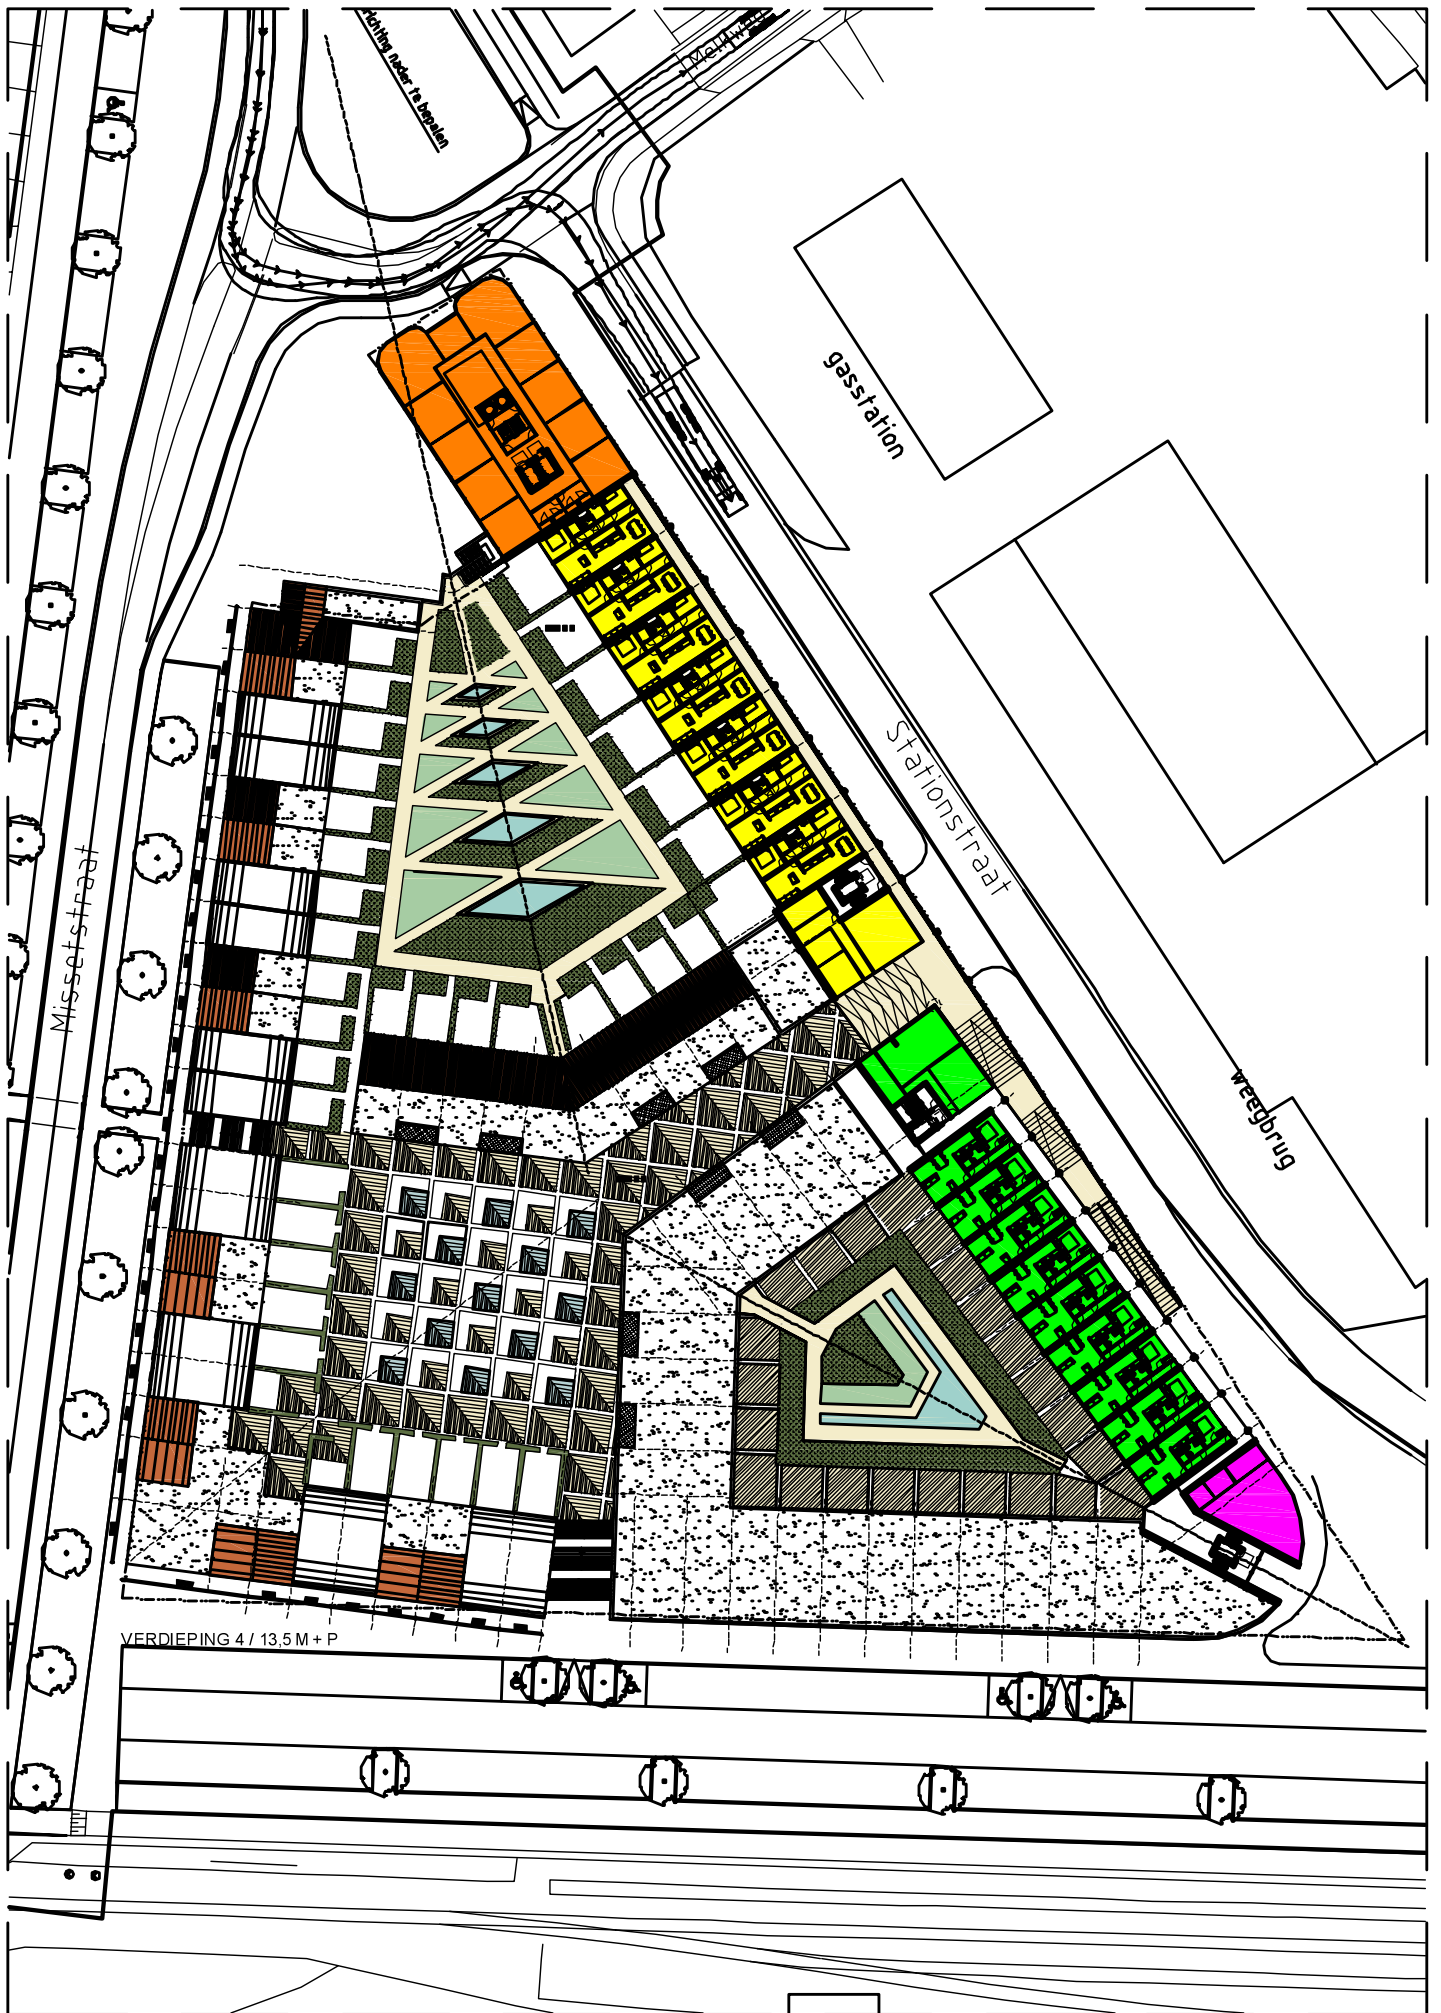 richting nader te bepalen
gasstation
Stationstraat
Missetstraat
weegbrug
VERDIEPING 4 / 13,5 M + P